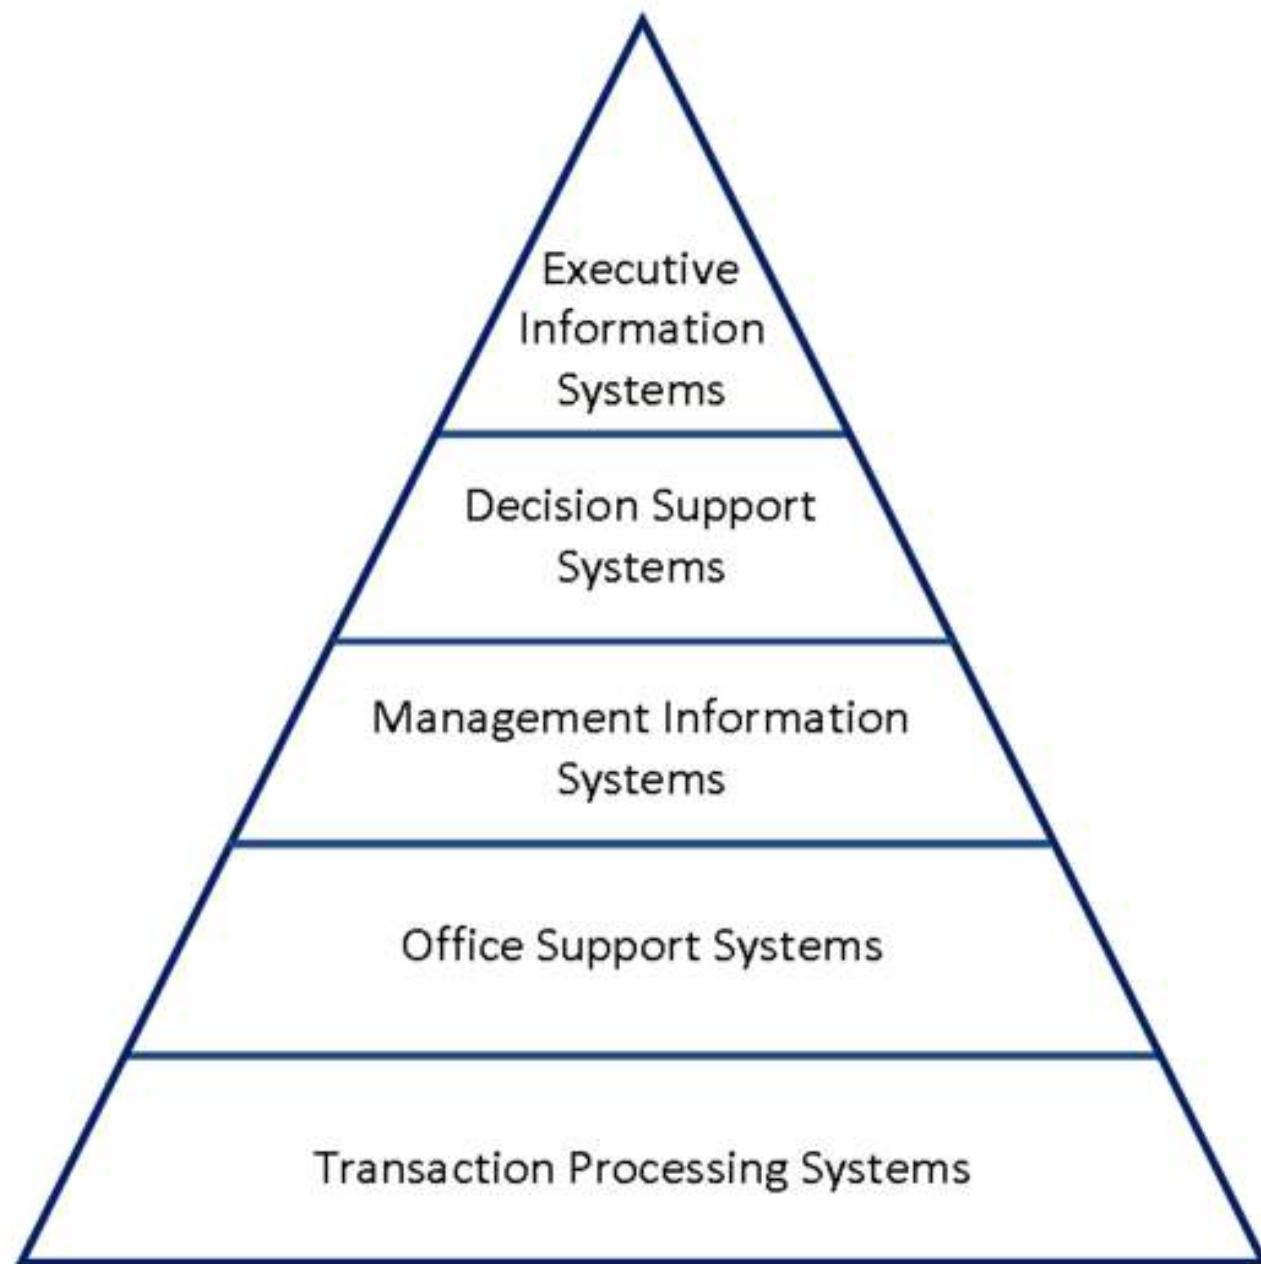 Executive
Information
Systems
Decision Support
Systems
Management Information
Systems
Office Support Systems
Transaction Processing Systems